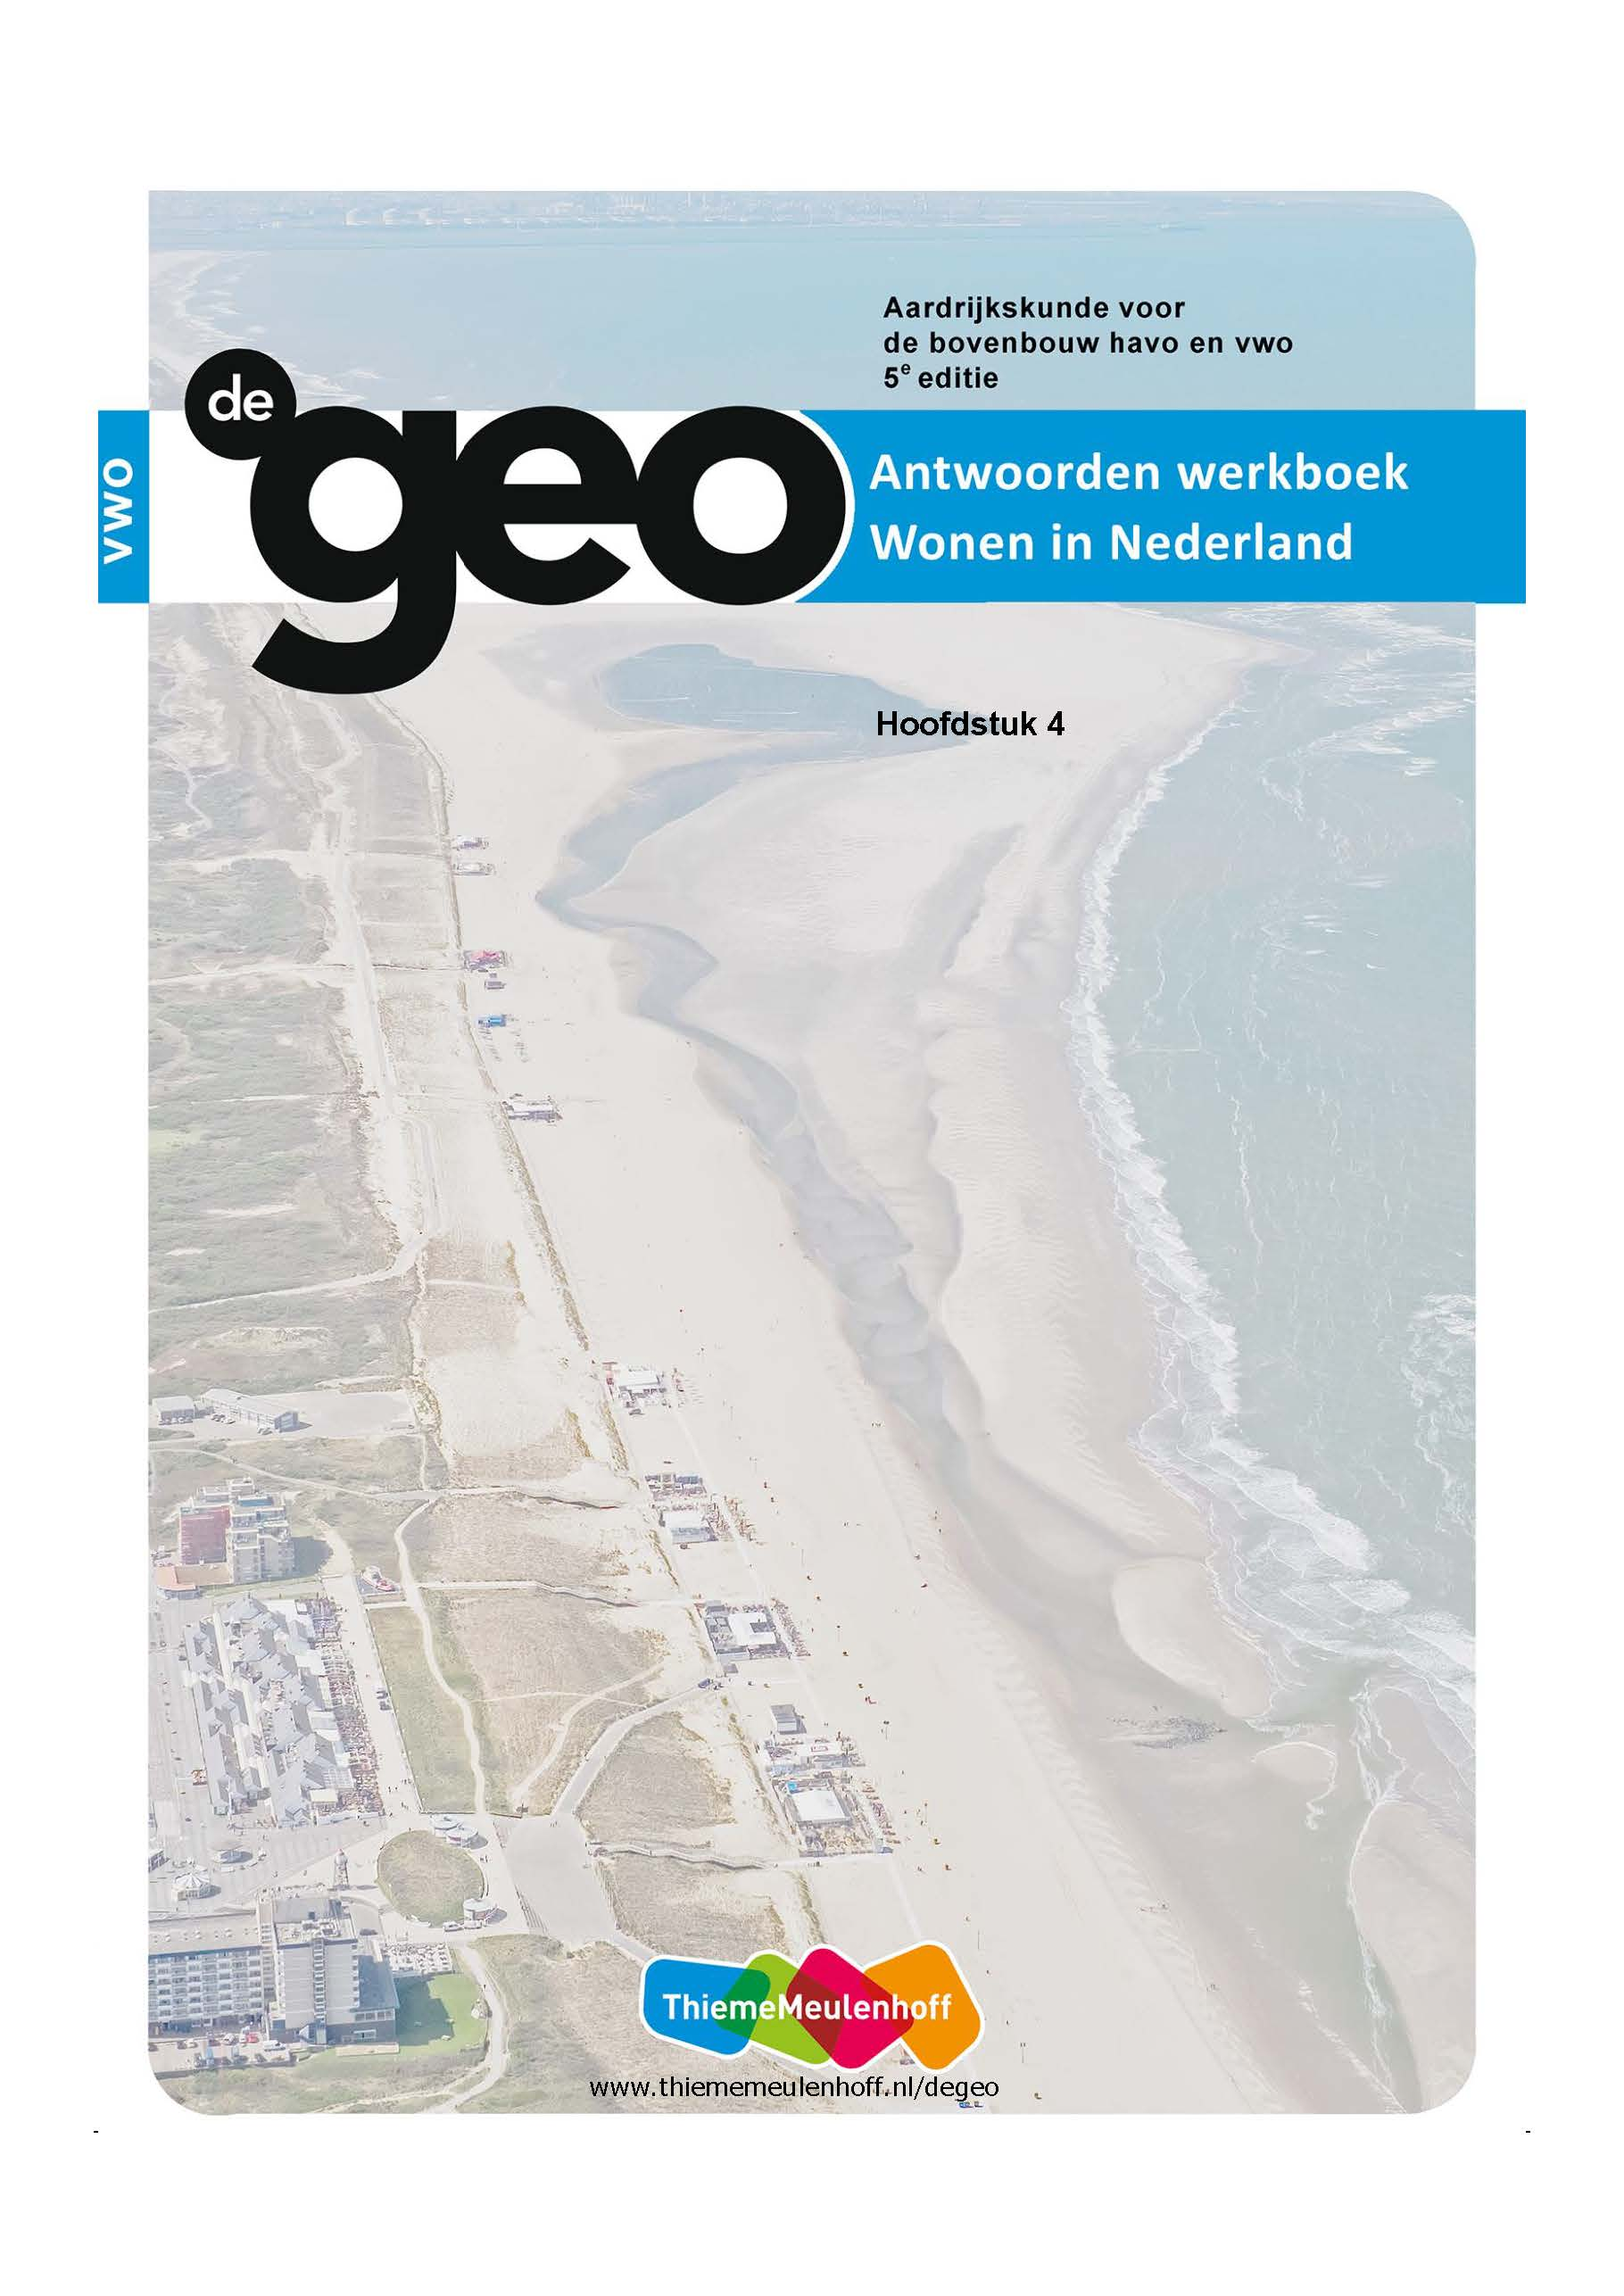 Aardrijkskunde voor
de bovenbouw havo en vwo
5e editie
vwo
de
geo
Antwoorden werkboek
Wonen in Nederland
Hoofdstuk 4
ThiemeMeulenhoff
www.thiememeulenhoff.nl/degeo